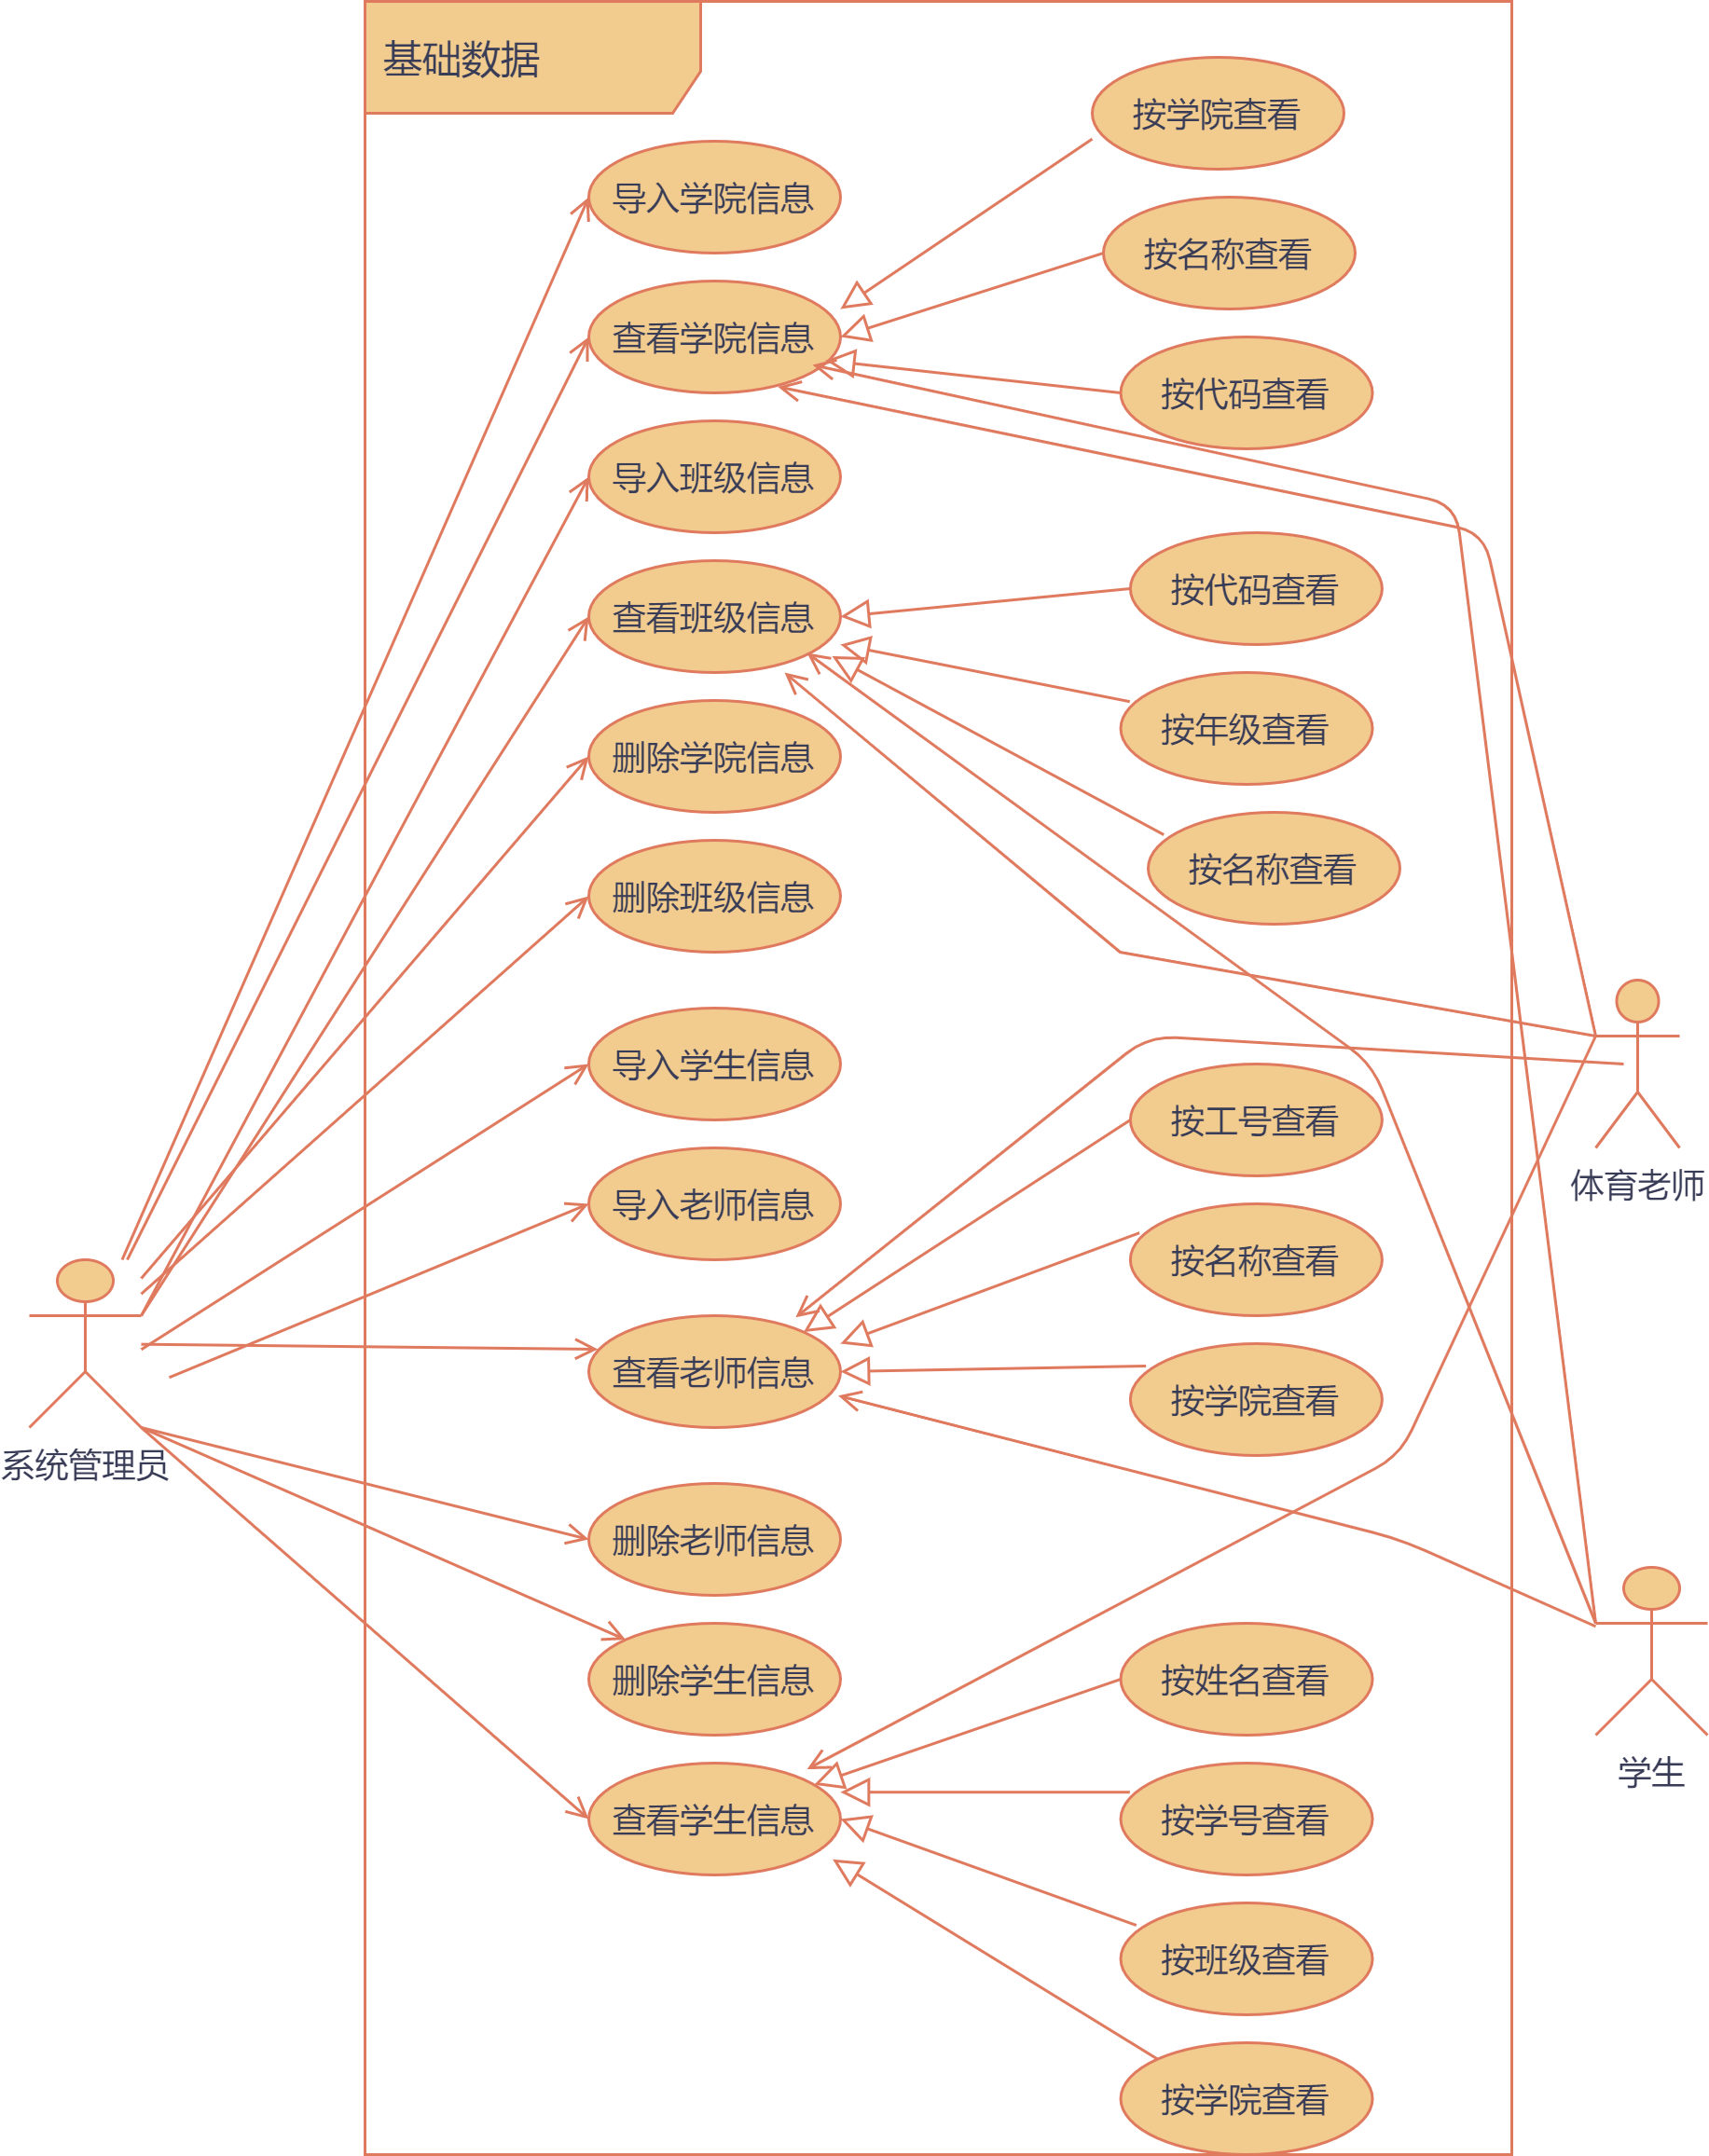 基础数据
按学院查看
导入学院信息
按名称查看
查看学院信息
按代码查看
导入班级信息
按代码查看
查看班级信息
按年级查看
删除学院信息
按名称查看
删除班级信息
导入学生信息
按工号查看
体育老师
导入老师信息
按名称查看
查看老师信息
按学院查看
系统管理员
删除老师信息
删除学生信息
按姓名查看
学生
查看学生信息
按学号查看
按班级查看
按学院查看